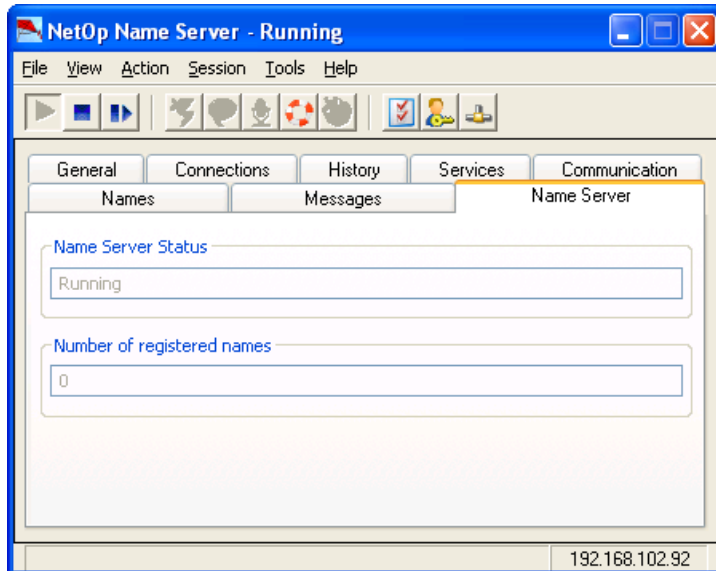 NetOp Name Server - Running
File View Action Session Tools Help
General Connections History Services Communication
Names Messages Name Server
Name Server Status
Running
Number of registered names
0
192.168.102.92